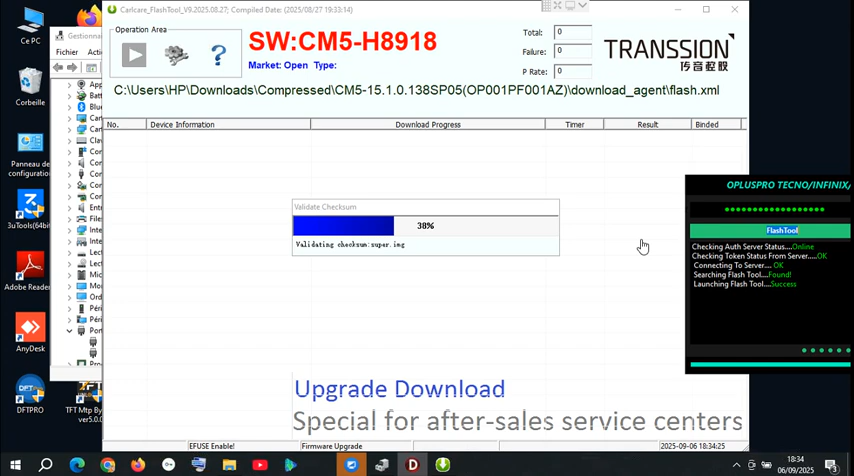 Ce PC
Corbeille
Panneau de
configuratio...
3uTools(64bit
Adobe Reader
AnyDesk
DFTPRO
TFT Mtp By
ver5.0.0
Gestionnai
Fichier Act
Carlcare_FlashTool_V9.2025.08.27; Compiled Date: (2025/08/27 19:33:14)
Operation Area
SW:CM5-H8918
Market: Open Type:
Total: 0
Failure: 0
P Rate: 0
TRANSSION
传音控股
C:\Users\HP\Downloads\Compressed\CM5-15.1.0.138SP05(OP001PF001AZ)\download_agent\flash.xml
No. Device Information Download Progress Timer Result Binded
Validate Checksum
38%
Validating checksum:super.img
OPLUSPRO TECNO/INFINIX/
FlashTool
Checking Auth Server Status....Online
Checking Token Status From Server.....OK
Connecting To Server.... OK
Searching Flash Tool....Found!
Launching Flash Tool....Success
Upgrade Download
Special for after-sales service centers
EFUSE Enable! Firmware Upgrade 2025-09-06 18:34:25
18:34
06/09/2025